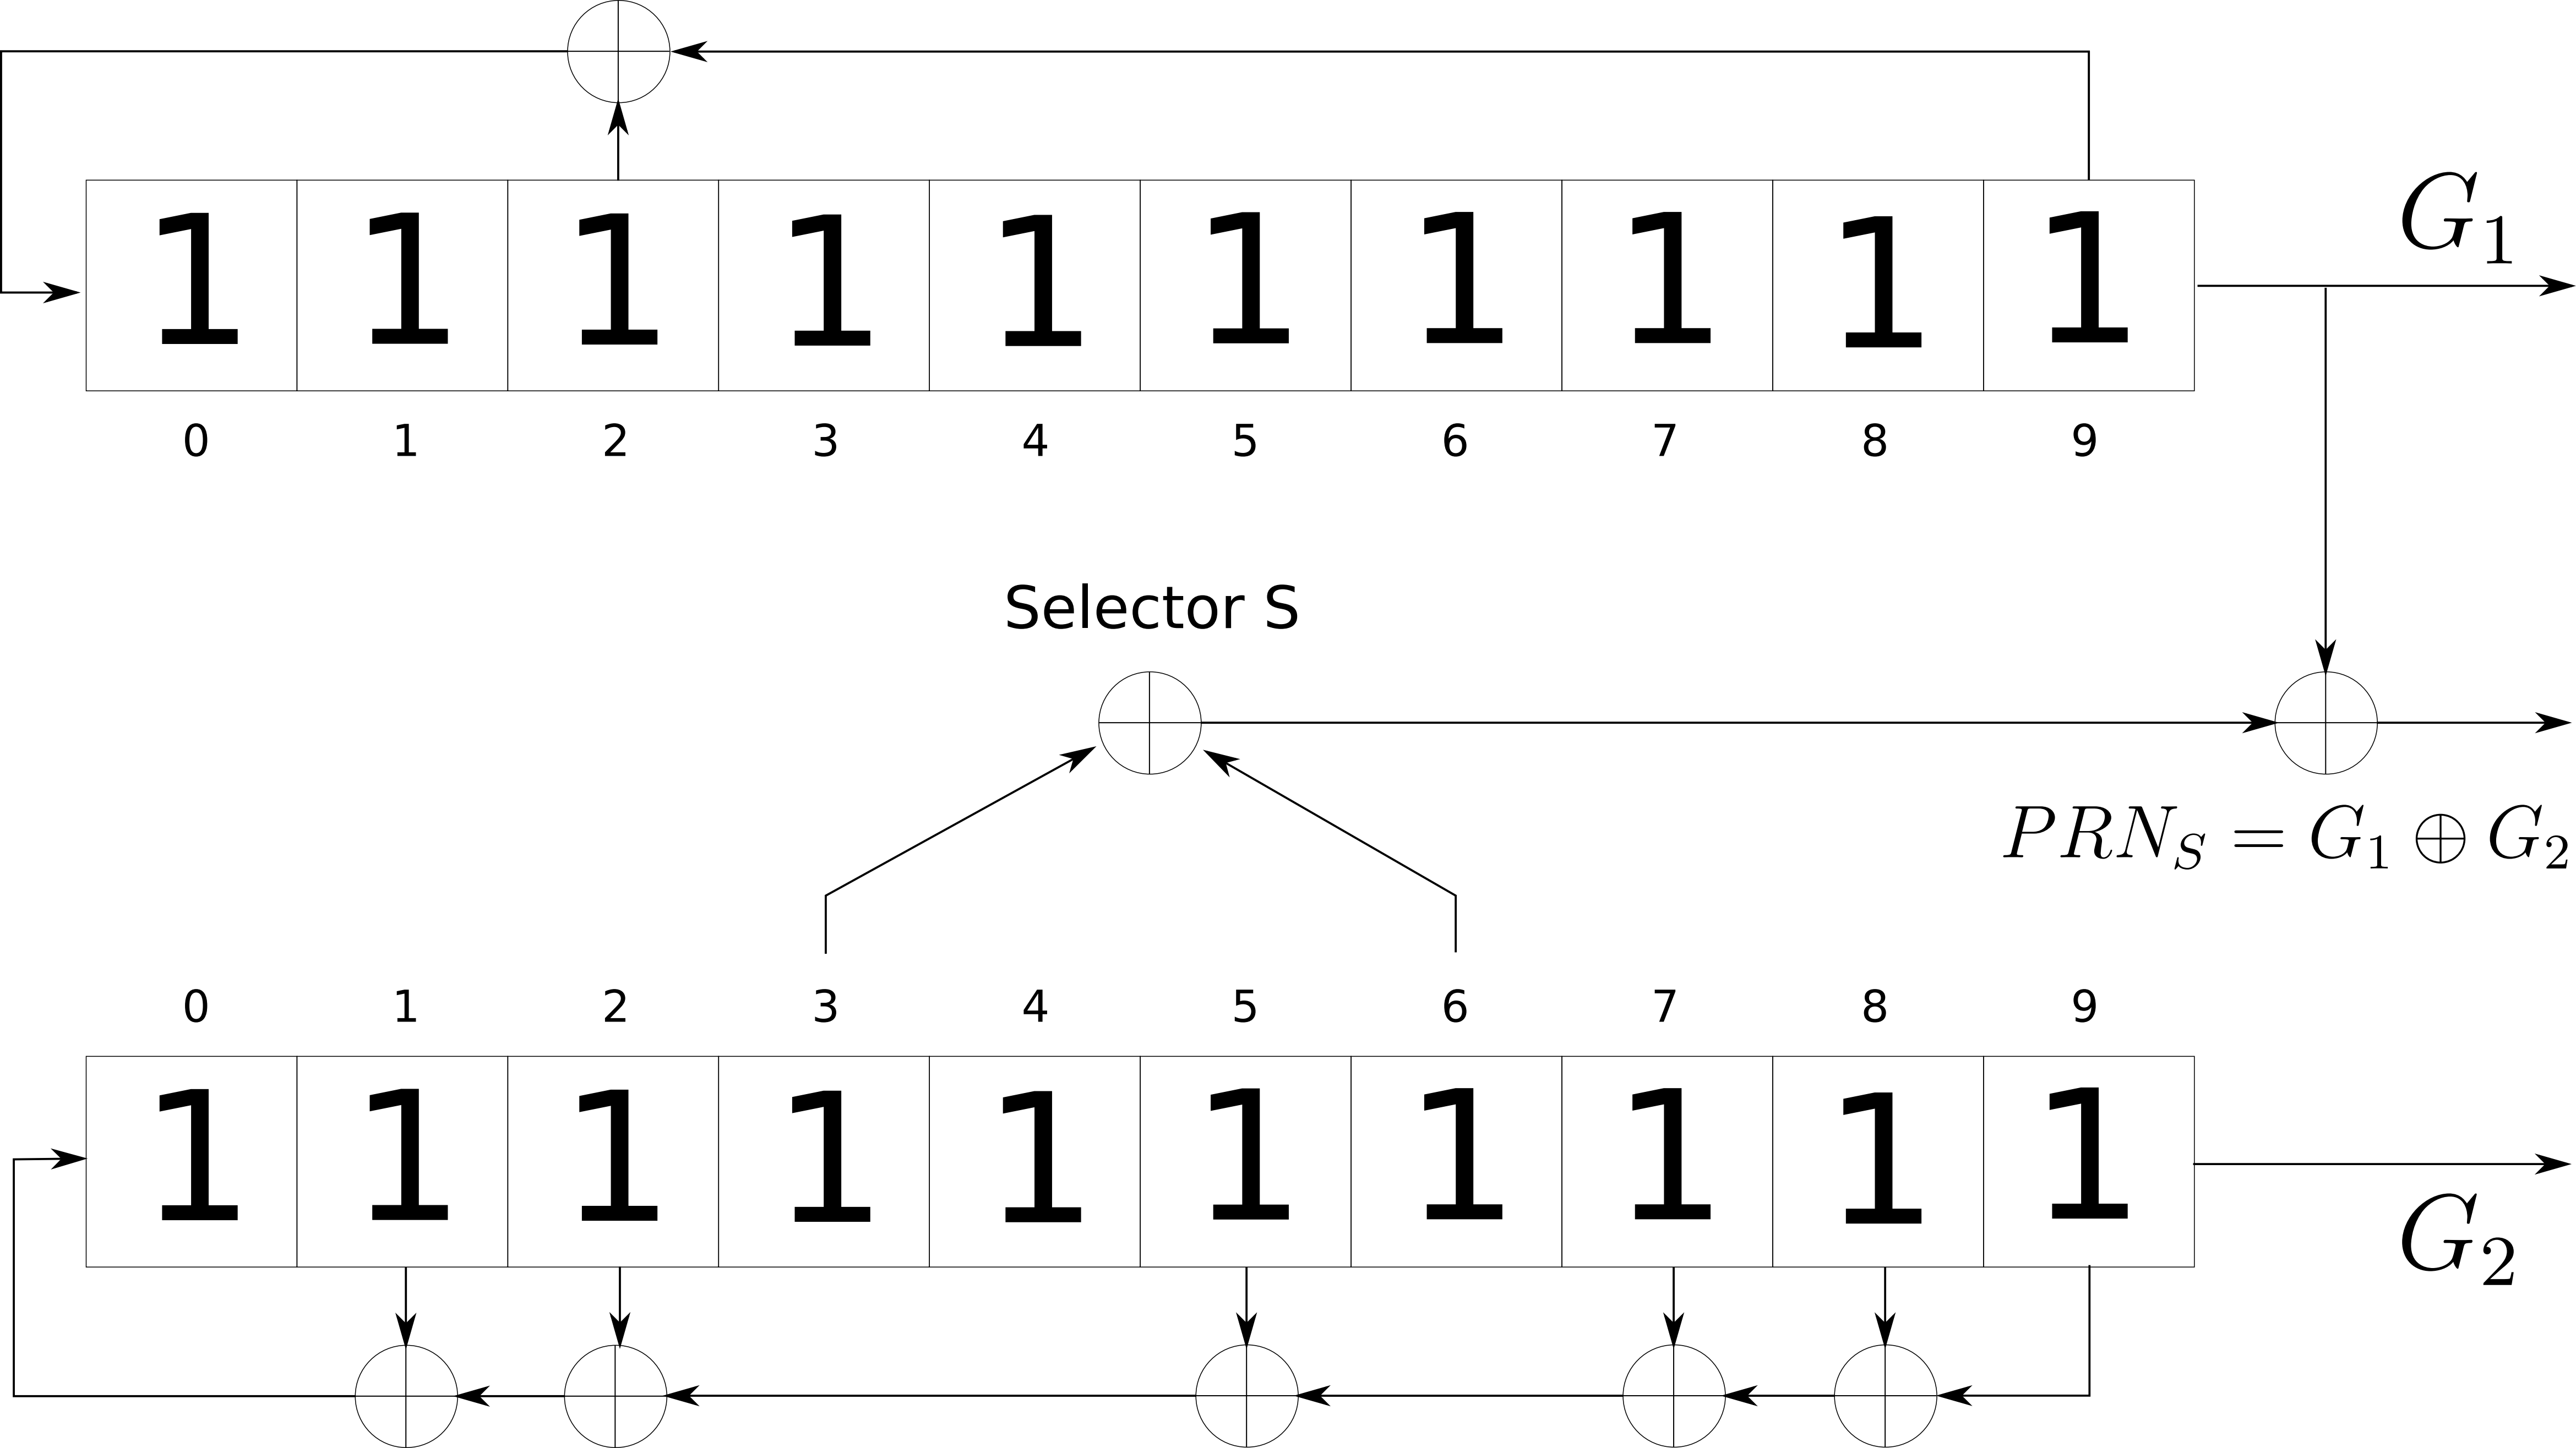 1 1 1 1 1 1 1 1 1 1
G₁
0 1 2 3 4 5 6 7 8 9
Selector S
PRN_S = G₁ ⊕ G₂
0 1 2 3 4 5 6 7 8 9
1 1 1 1 1 1 1 1 1 1
G₂